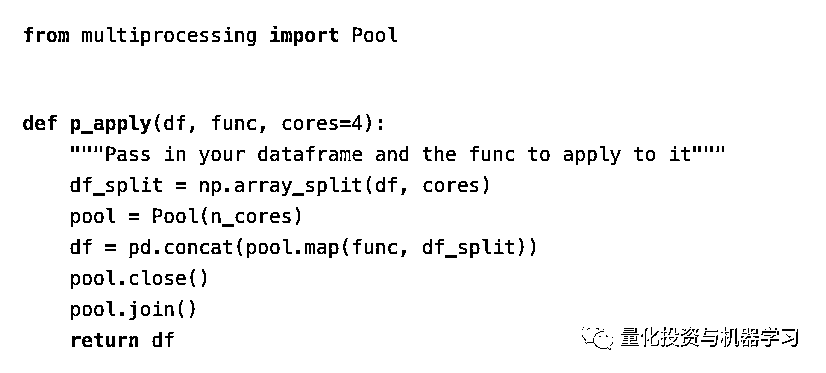 from multiprocessing import Pool
def p_apply(df, func, cores=4):
    """Pass in your dataframe and the func to apply to it"""
    df_split = np.array_split(df, cores)
    pool = Pool(n_cores)
    df = pd.concat(pool.map(func, df_split))
    pool.close()
    pool.join()
    return df
量化投资与机器学习